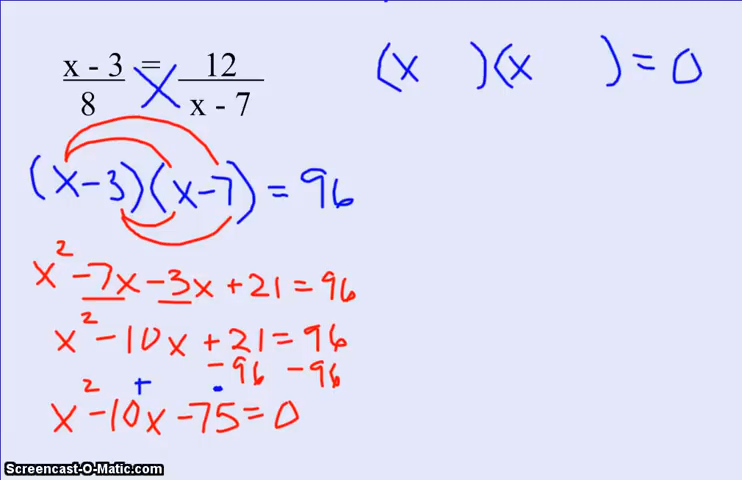 x - 3 = 12
8 x - 7
(x )(x ) = 0
(x - 3)(x - 7) = 96
x² - 7x - 3x + 21 = 96
x² - 10x + 21 = 96
- 96 - 96
+ -
x² - 10x - 75 = 0
Screencast-O-Matic.com